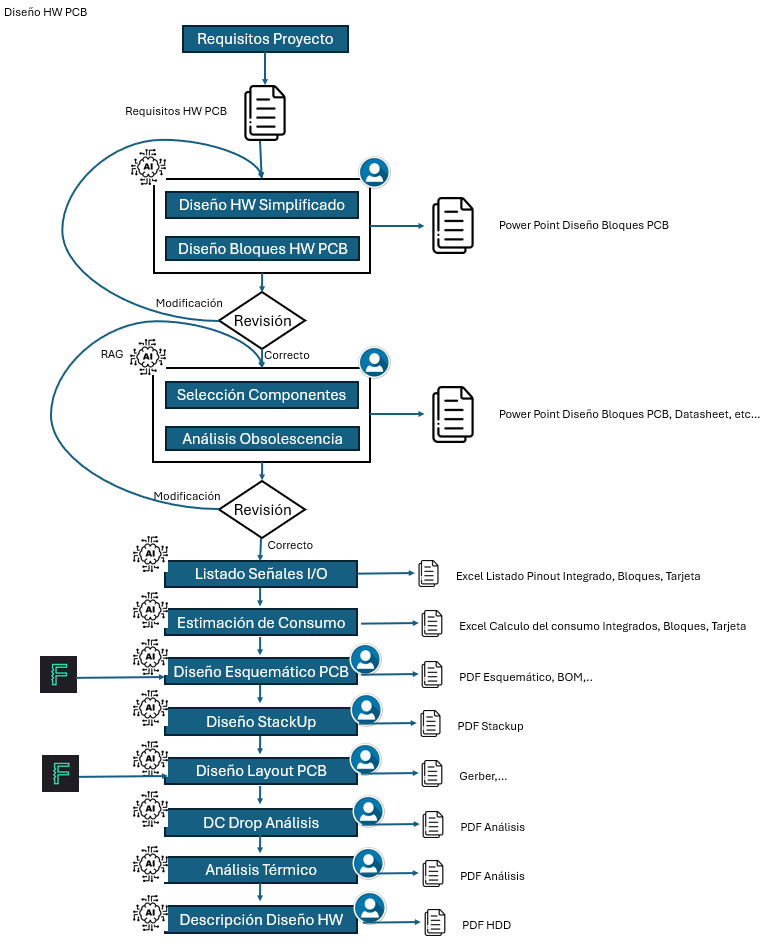 Diseño HW PCB
Requisitos Proyecto
Requisitos HW PCB
AI
Diseño HW Simplificado
Diseño Bloques HW PCB
Power Point Diseño Bloques PCB
Modificación
Revisión
Correcto
RAG
AI
Selección Componentes
Análisis Obsolescencia
Power Point Diseño Bloques PCB, Datasheet, etc...
Modificación
Revisión
Correcto
AI
Listado Señales I/O
Excel Listado Pinout Integrado, Bloques, Tarjeta
AI
Estimación de Consumo
Excel Calculo del consumo Integrados, Bloques, Tarjeta
AI
F
Diseño Esquemático PCB
PDF Esquemático, BOM,..
AI
Diseño StackUp
PDF Stackup
AI
F
Diseño Layout PCB
Gerber,...
AI
DC Drop Análisis
PDF Análisis
AI
Análisis Térmico
PDF Análisis
AI
Descripción Diseño HW
PDF HDD